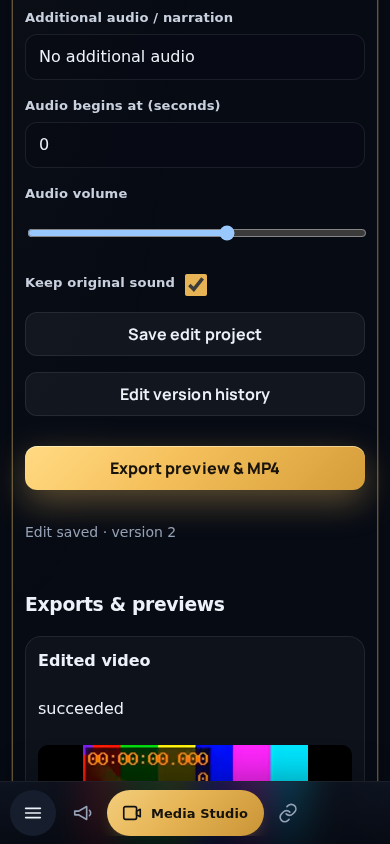 Additional audio / narration
No additional audio
Audio begins at (seconds)
0
Audio volume
Keep original sound
Save edit project
Edit version history
Export preview & MP4
Edit saved · version 2
Exports & previews
Edited video
succeeded
00:00:00.000
0
Media Studio